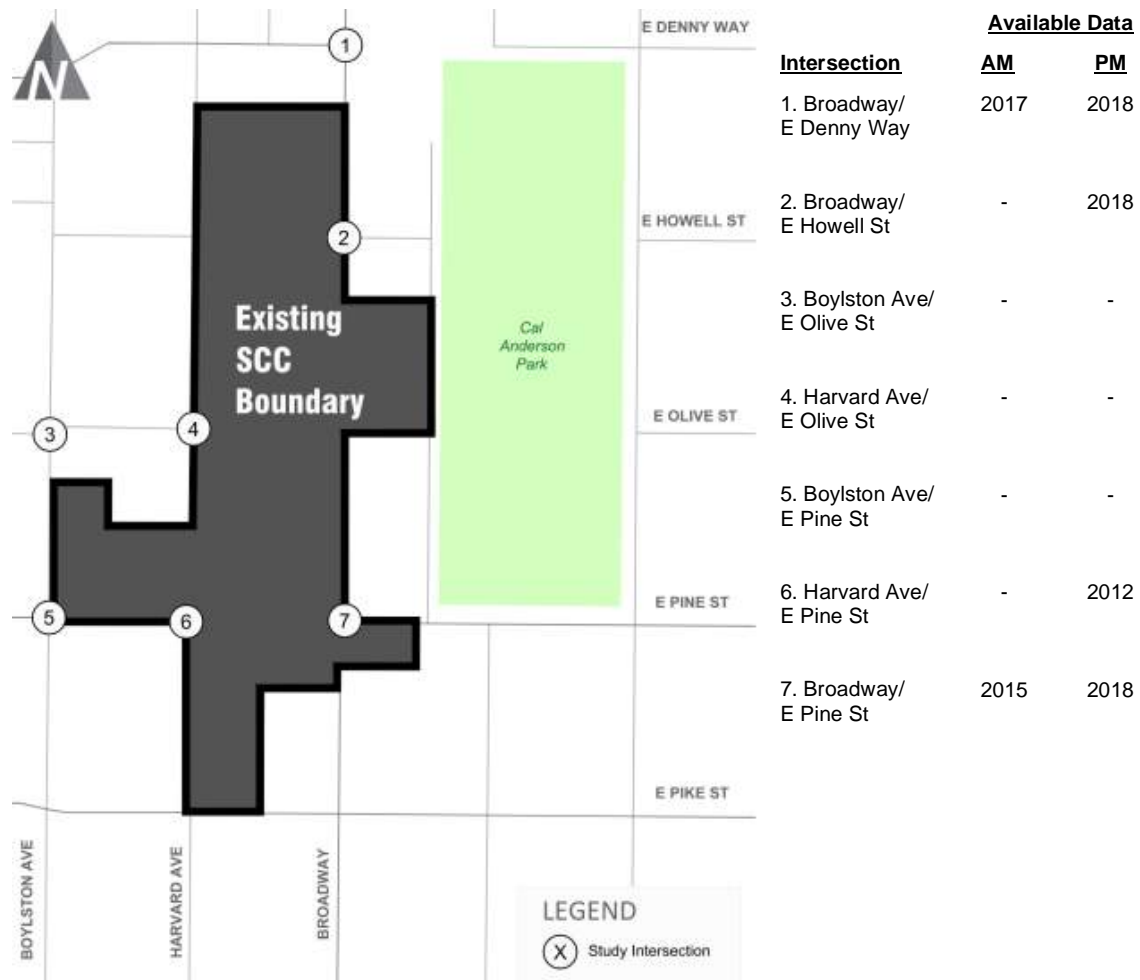 N
1
E DENNY WAY
2
E HOWELL ST
Existing
SCC
Boundary
Cal
Anderson
Park
3
4
E OLIVE ST
5
6
7
E PINE ST
E PIKE ST
BOYLSTON AVE
HARVARD AVE
BROADWAY
LEGEND
X Study Intersection
Available Data
Intersection AM PM
1. Broadway/ 2017 2018
E Denny Way
2. Broadway/ - 2018
E Howell St
3. Boylston Ave/ - -
E Olive St
4. Harvard Ave/ - -
E Olive St
5. Boylston Ave/ - -
E Pine St
6. Harvard Ave/ - 2012
E Pine St
7. Broadway/ 2015 2018
E Pine St